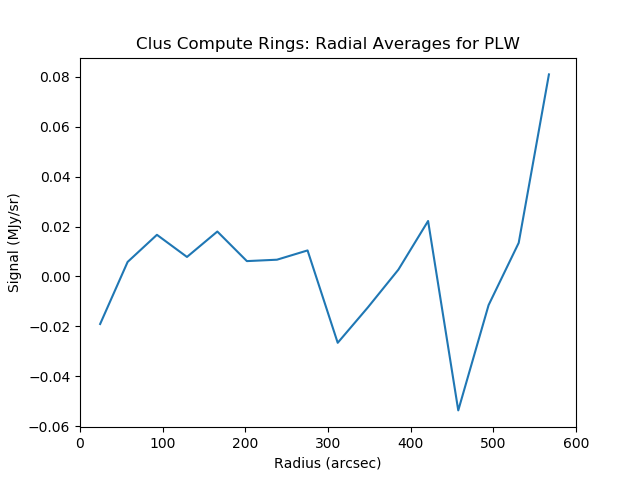 Clus Compute Rings: Radial Averages for PLW
0.08
0.06
0.04
0.02
0.00
−0.02
−0.04
−0.06
Signal (MJy/sr)
0 100 200 300 400 500 600
Radius (arcsec)